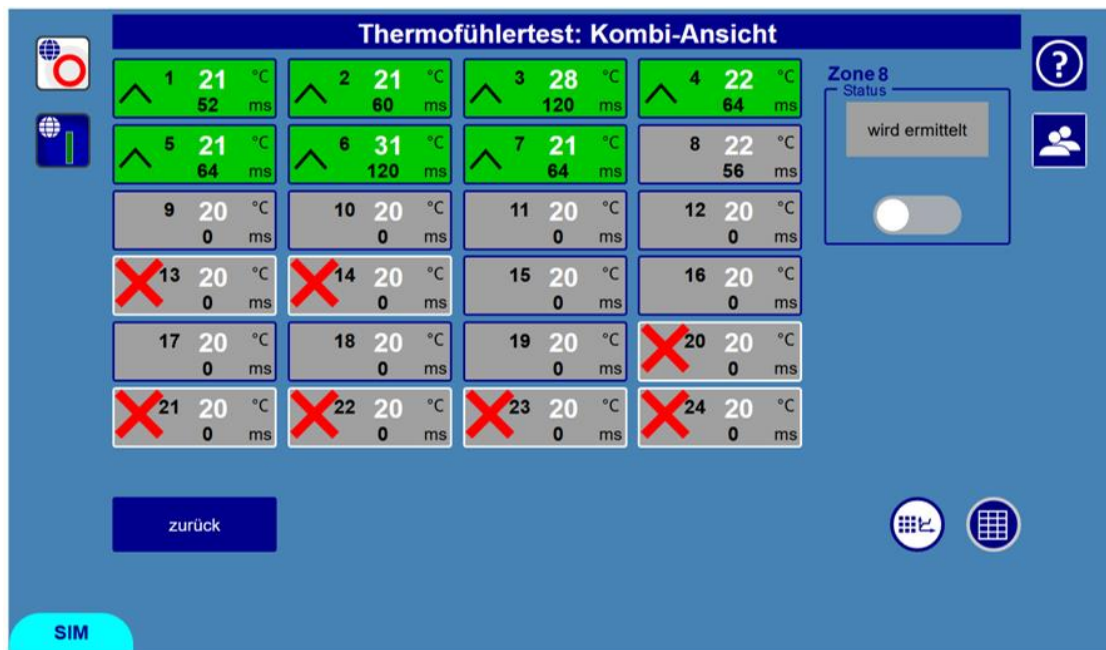 Thermofühlertest: Kombi-Ansicht
1 21 °C
52 ms
2 21 °C
60 ms
3 28 °C
120 ms
4 22 °C
64 ms
5 21 °C
64 ms
6 31 °C
120 ms
7 21 °C
64 ms
8 22 °C
56 ms
9 20 °C
0 ms
10 20 °C
0 ms
11 20 °C
0 ms
12 20 °C
0 ms
13 20 °C
0 ms
14 20 °C
0 ms
15 20 °C
0 ms
16 20 °C
0 ms
17 20 °C
0 ms
18 20 °C
0 ms
19 20 °C
0 ms
20 20 °C
0 ms
21 20 °C
0 ms
22 20 °C
0 ms
23 20 °C
0 ms
24 20 °C
0 ms
Zone 8
Status
wird ermittelt
?
zurück
SIM